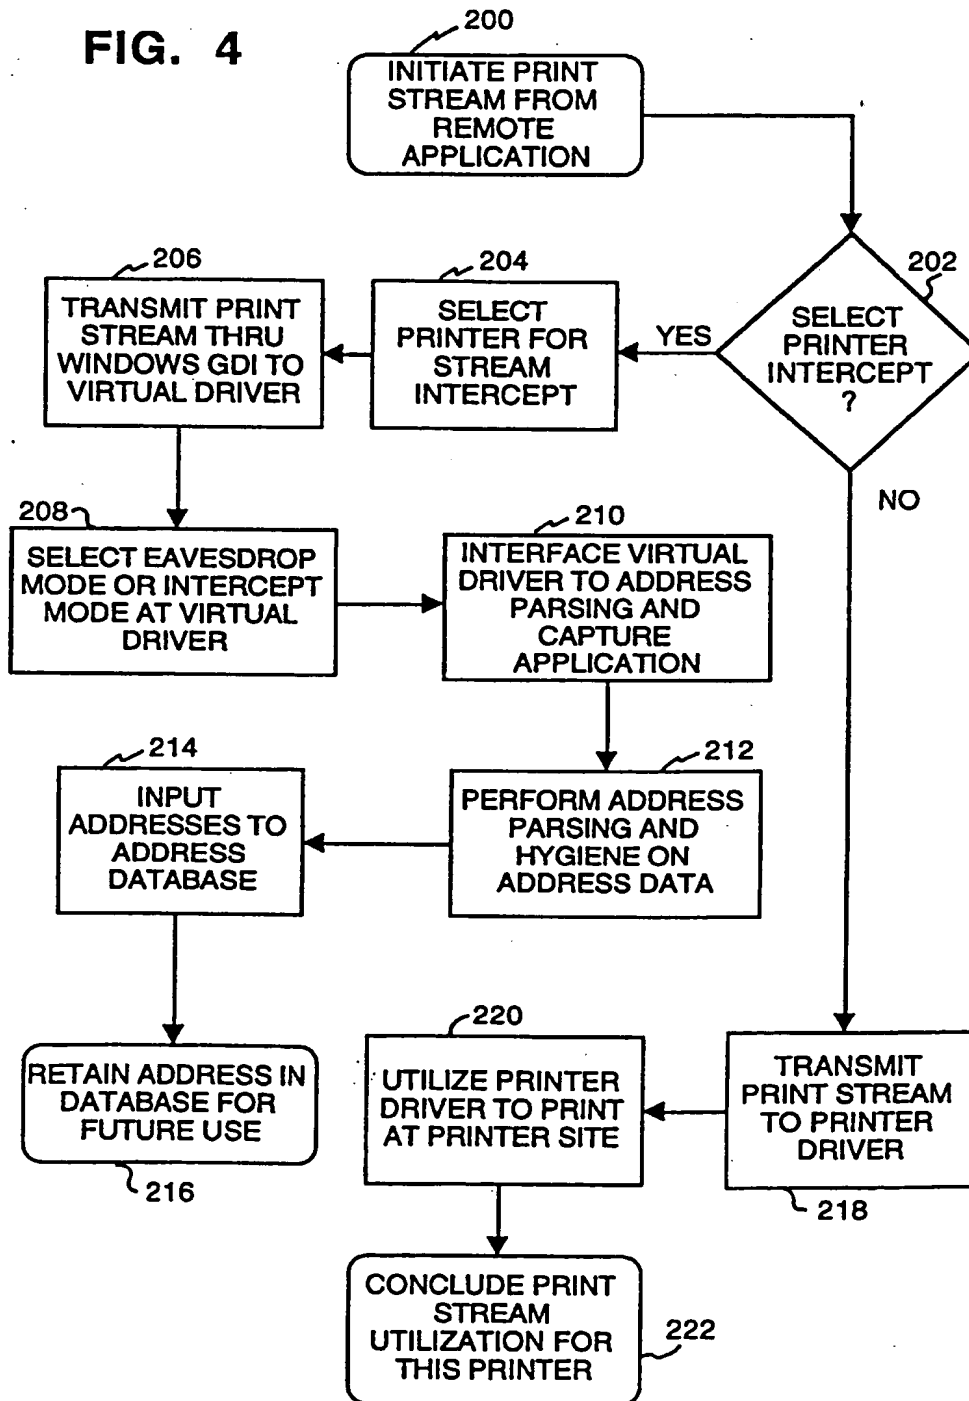 FIG. 4
200
INITIATE PRINT
STREAM FROM
REMOTE
APPLICATION
202
SELECT
PRINTER
INTERCEPT
?
YES
NO
204
SELECT
PRINTER FOR
STREAM
INTERCEPT
206
TRANSMIT PRINT
STREAM THRU
WINDOWS GDI TO
VIRTUAL DRIVER
208
SELECT EAVESDROP
MODE OR INTERCEPT
MODE AT VIRTUAL
DRIVER
210
INTERFACE VIRTUAL
DRIVER TO ADDRESS
PARSING AND
CAPTURE
APPLICATION
212
PERFORM ADDRESS
PARSING AND
HYGIENE ON
ADDRESS DATA
214
INPUT
ADDRESSES TO
ADDRESS
DATABASE
RETAIN ADDRESS IN
DATABASE FOR
FUTURE USE
216
TRANSMIT
PRINT STREAM
TO PRINTER
DRIVER
218
220
UTILIZE PRINTER
DRIVER TO PRINT
AT PRINTER SITE
CONCLUDE PRINT
STREAM
UTILIZATION FOR
THIS PRINTER
222